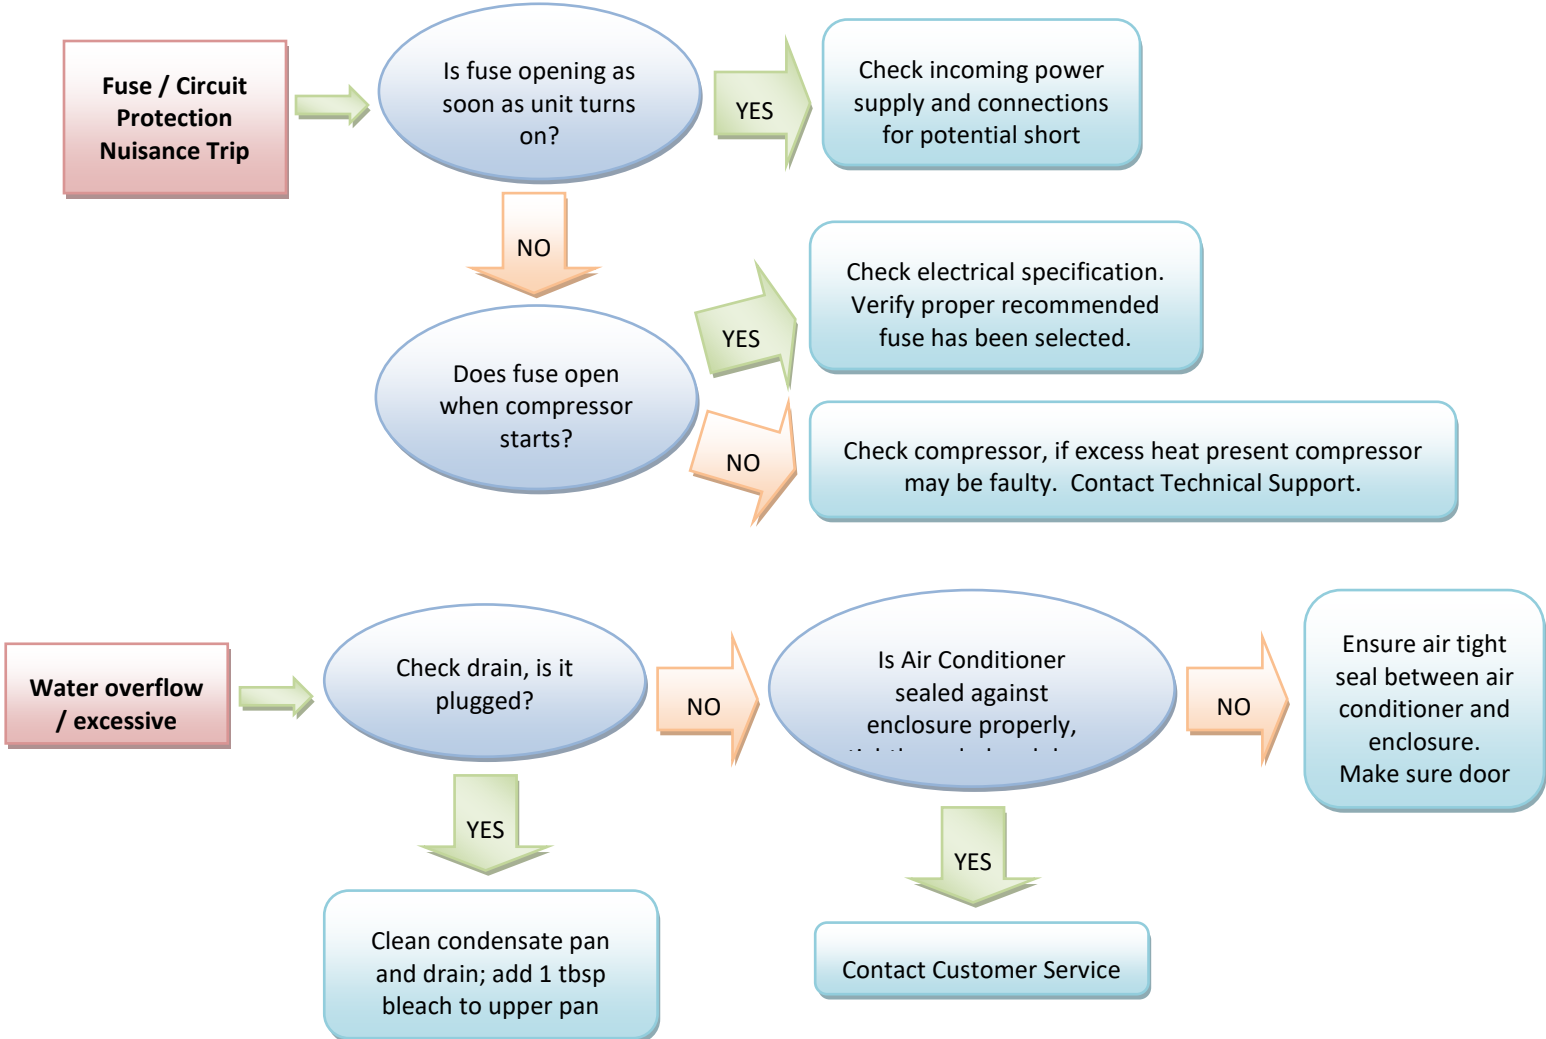 Fuse / Circuit
Protection
Nuisance Trip
Is fuse opening as
soon as unit turns
on?
YES
Check incoming power
supply and connections
for potential short
NO
Does fuse open
when compressor
starts?
YES
Check electrical specification.
Verify proper recommended
fuse has been selected.
NO
Check compressor, if excess heat present compressor
may be faulty.  Contact Technical Support.
Water overflow
/ excessive
Check drain, is it
plugged?
NO
Is Air Conditioner
sealed against
enclosure properly,
NO
Ensure air tight
seal between air
conditioner and
enclosure.
Make sure door
YES
Clean condensate pan
and drain; add 1 tbsp
bleach to upper pan
YES
Contact Customer Service